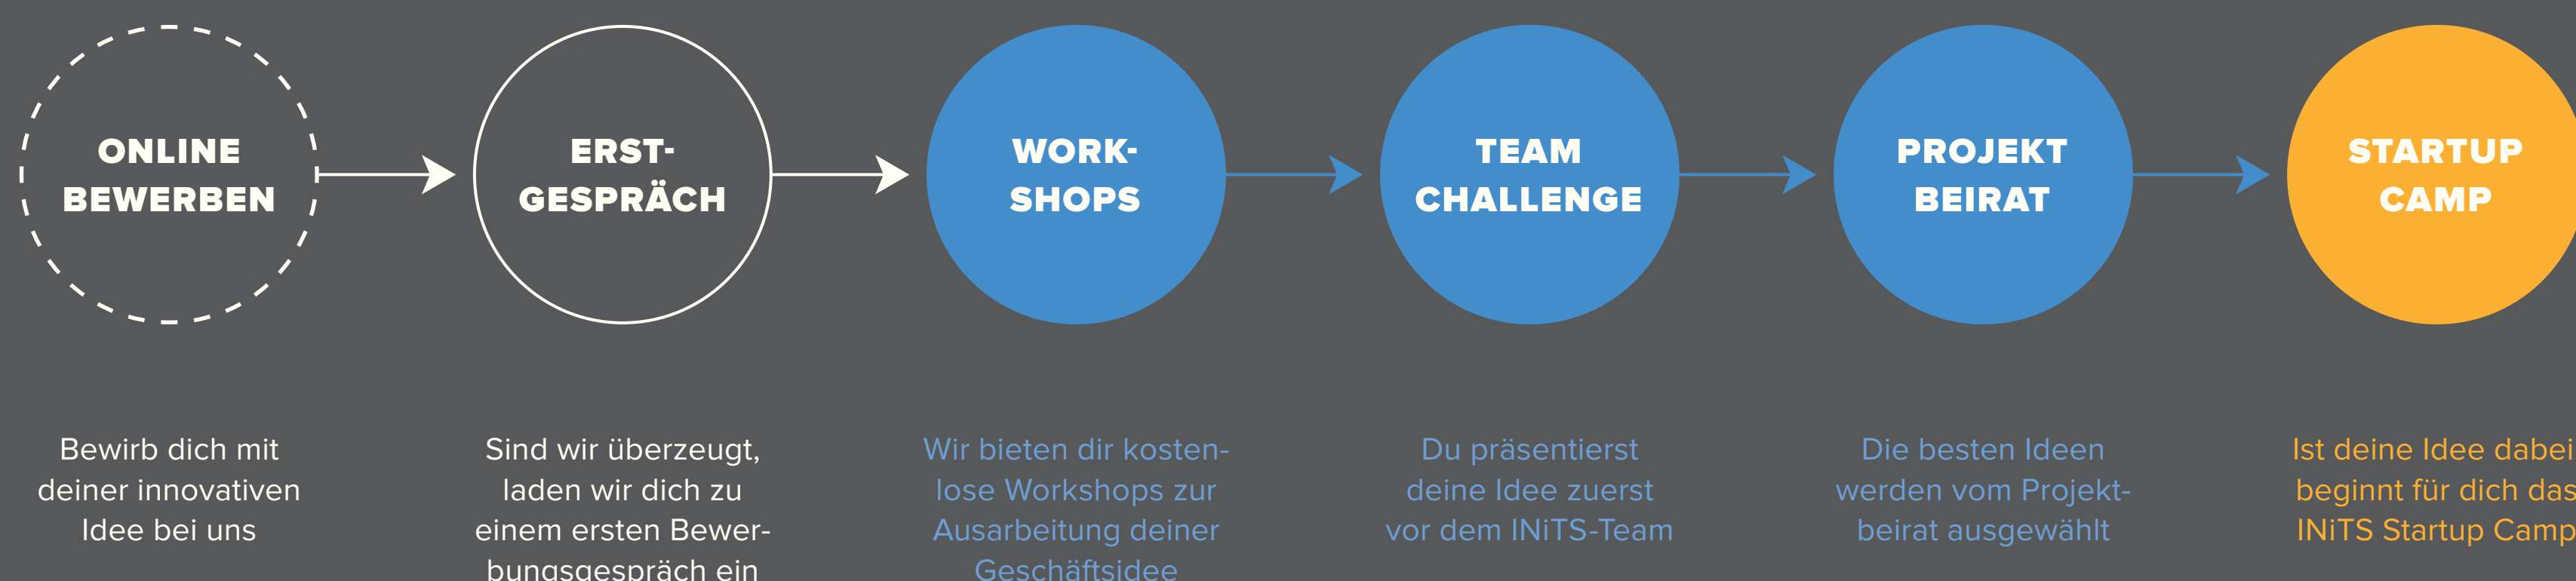 ONLINE
BEWERBEN
ERST-
GESPRÄCH
WORK-
SHOPS
TEAM
CHALLENGE
PROJEKT
BEIRAT
STARTUP
CAMP
Bewirb dich mit
deiner innovativen
Idee bei uns
Sind wir überzeugt,
laden wir dich zu
einem ersten Bewer-
bungsgespräch ein
Wir bieten dir kosten-
lose Workshops zur
Ausarbeitung deiner
Geschäftsidee
Du präsentierst
deine Idee zuerst
vor dem INiTS-Team
Die besten Ideen
werden vom Projekt-
beirat ausgewählt
Ist deine Idee dabei
beginnt für dich das
INiTS Startup Camp